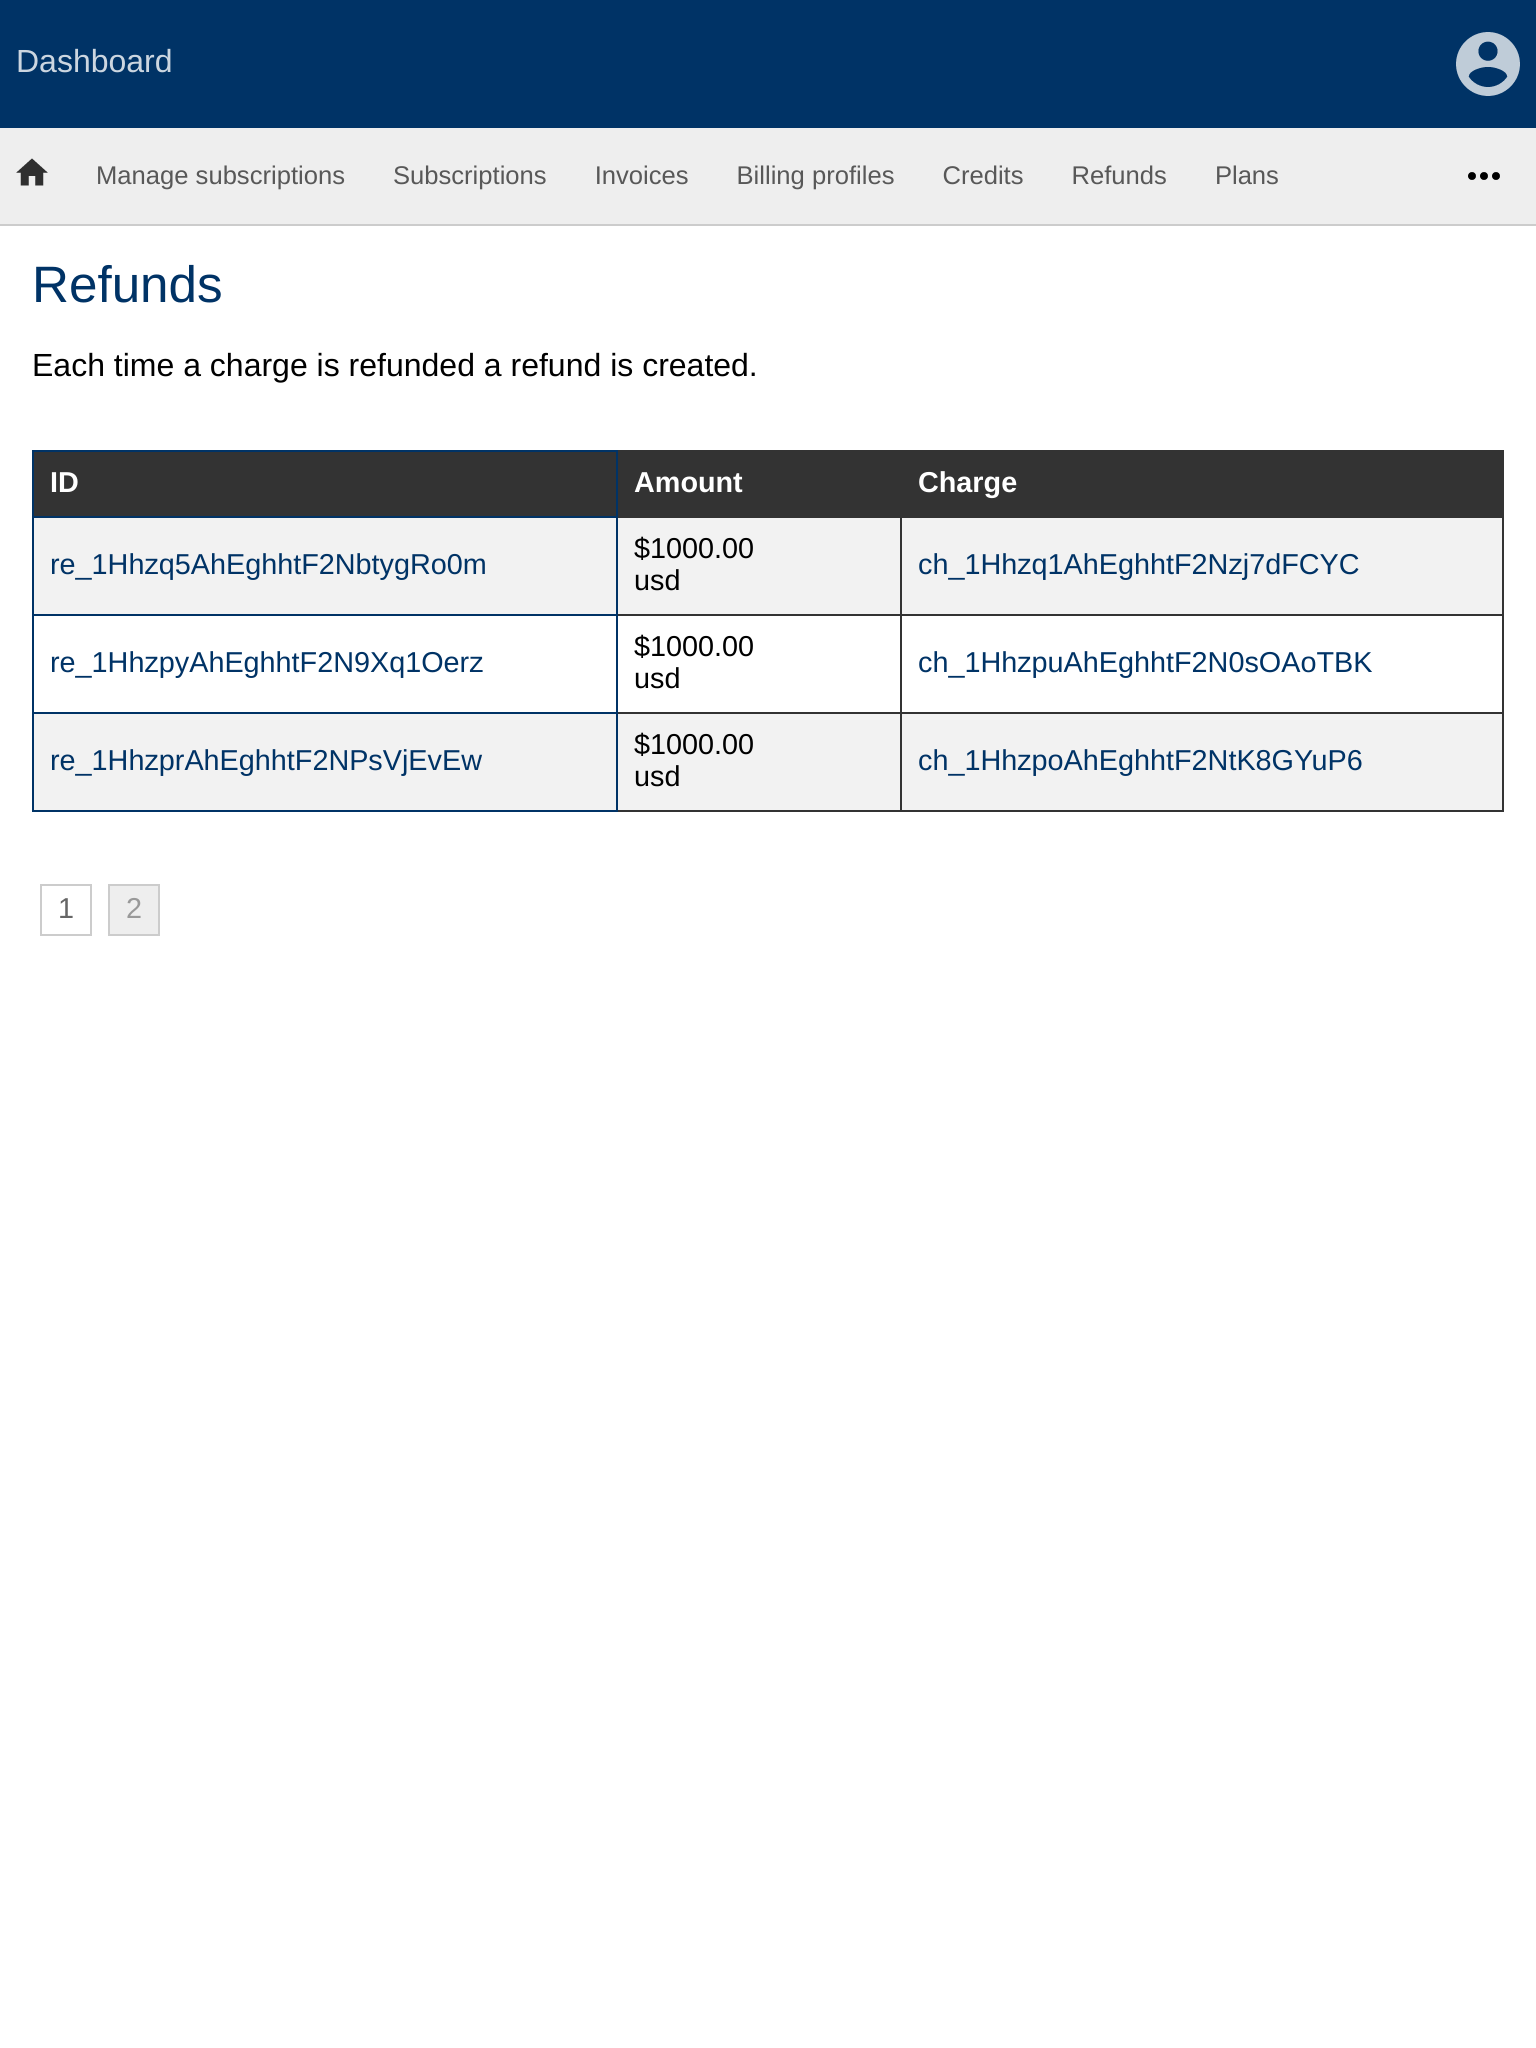 Dashboard
Manage subscriptions Subscriptions Invoices Billing profiles Credits Refunds Plans
Refunds
Each time a charge is refunded a refund is created.
ID Amount Charge
re_1Hhzq5AhEghhtF2NbtygRo0m $1000.00 ch_1Hhzq1AhEghhtF2Nzj7dFCYC
usd
re_1HhzpyAhEghhtF2N9Xq1Oerz $1000.00 ch_1HhzpuAhEghhtF2N0sOAoTBK
usd
re_1HhzprAhEghhtF2NPsVjEvEw $1000.00 ch_1HhzpoAhEghhtF2NtK8GYuP6
usd
1 2